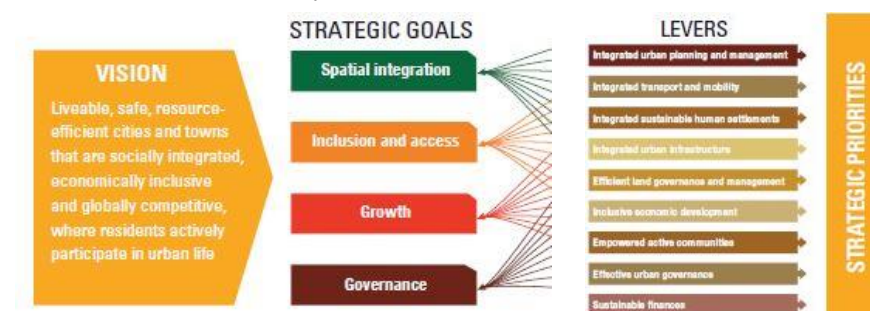 VISION
Liveable, safe, resource-
efficient cities and towns
that are socially integrated,
economically inclusive
and globally competitive,
where residents actively
participate in urban life
STRATEGIC GOALS
Spatial integration
Inclusion and access
Growth
Governance
LEVERS
Integrated urban planning and management
Integrated transport and mobility
Integrated sustainable human settlements
Integrated urban infrastructure
Efficient land governance and management
Inclusive economic development
Empowered active communities
Effective urban governance
Sustainable finances
STRATEGIC PRIORITIES